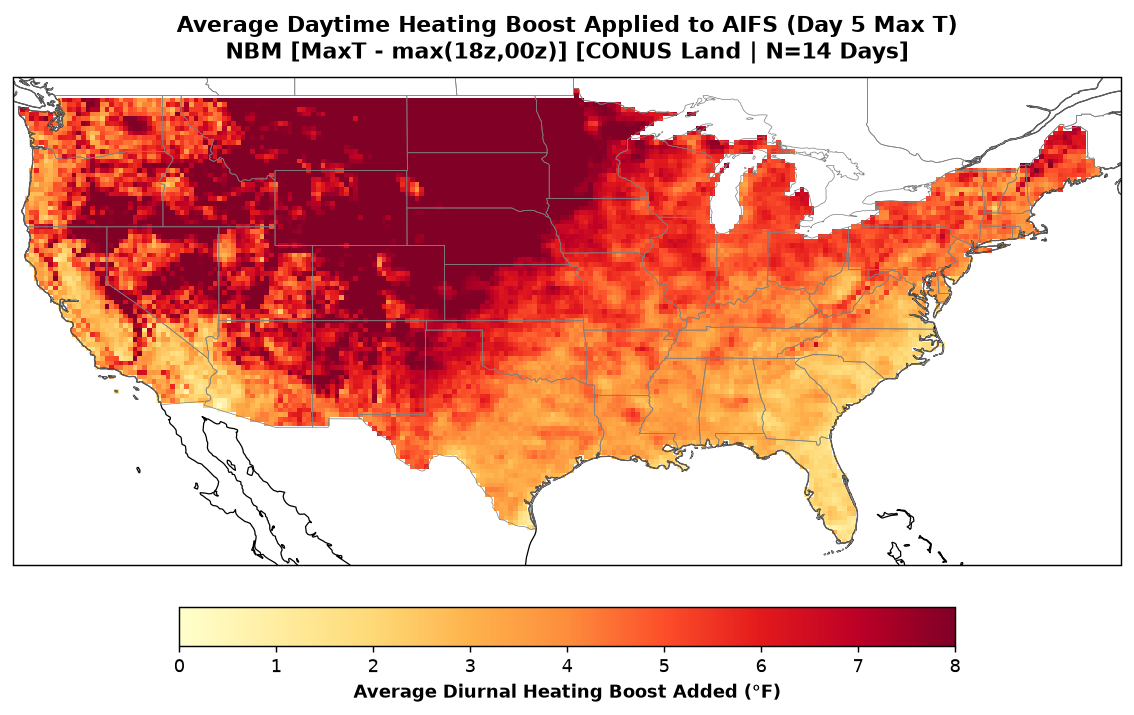 Average Daytime Heating Boost Applied to AIFS (Day 5 Max T)
NBM [MaxT - max(18z,00z)] [CONUS Land | N=14 Days]
0 1 2 3 4 5 6 7 8
Average Diurnal Heating Boost Added (°F)